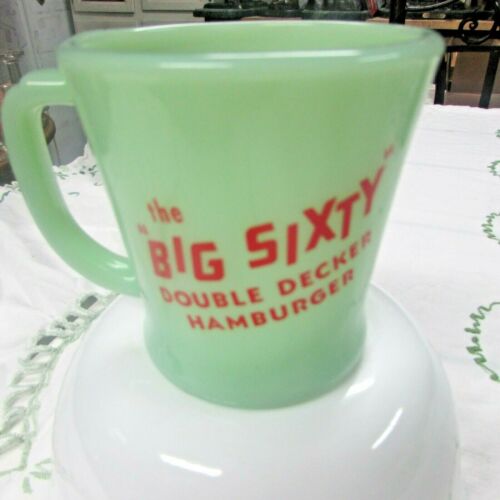 the
"BIG SIXTY"
DOUBLE DECKER
HAMBURGER